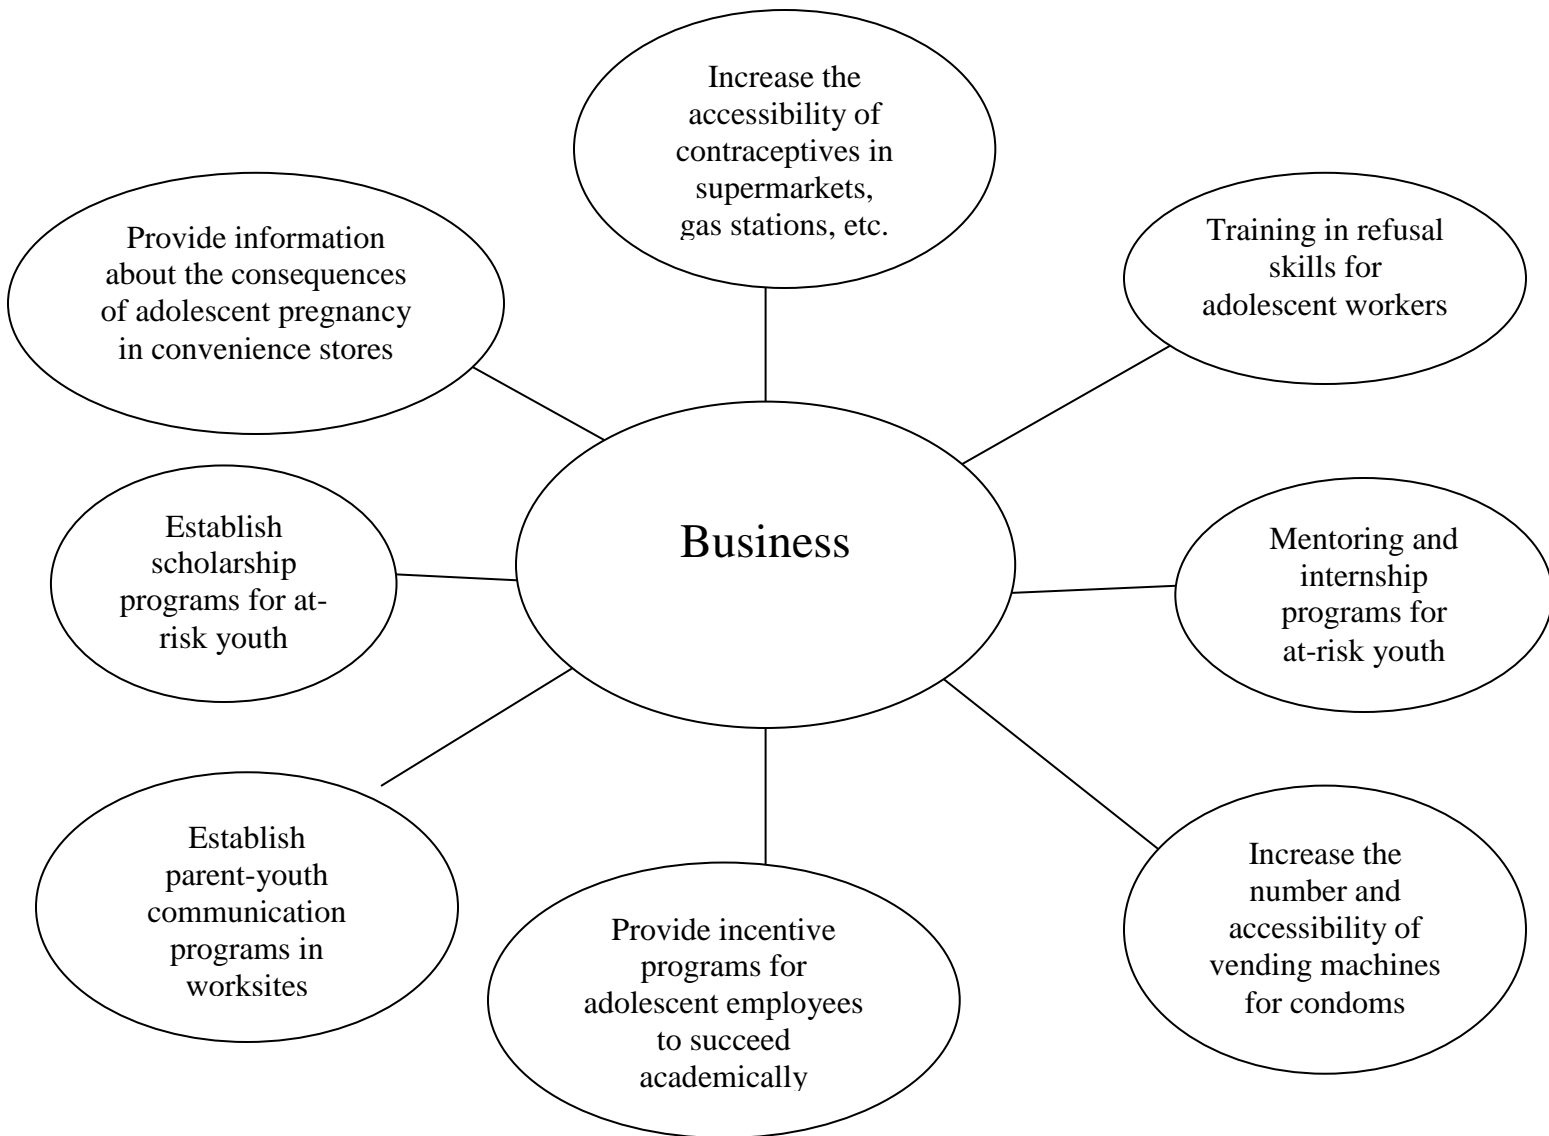 Increase the
accessibility of
contraceptives in
supermarkets,
gas stations, etc.
Provide information
about the consequences
of adolescent pregnancy
in convenience stores
Training in refusal
skills for
adolescent workers
Establish
scholarship
programs for at-
risk youth
Business
Mentoring and
internship
programs for
at-risk youth
Establish
parent-youth
communication
programs in
worksites
Provide incentive
programs for
adolescent employees
to succeed
academically
Increase the
number and
accessibility of
vending machines
for condoms